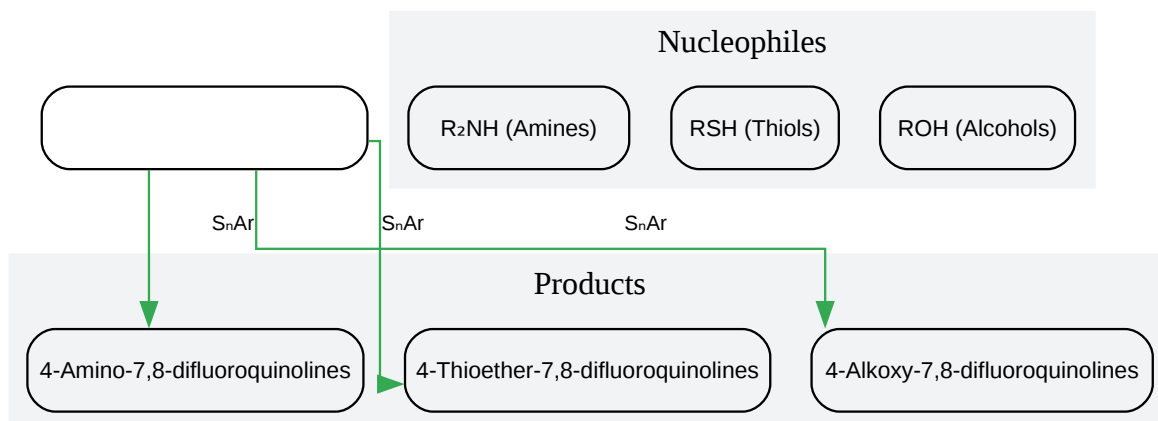 Nucleophiles
R₂NH (Amines)
RSH (Thiols)
ROH (Alcohols)
SₙAr
SₙAr
SₙAr
Products
4-Amino-7,8-difluoroquinolines
4-Thioether-7,8-difluoroquinolines
4-Alkoxy-7,8-difluoroquinolines